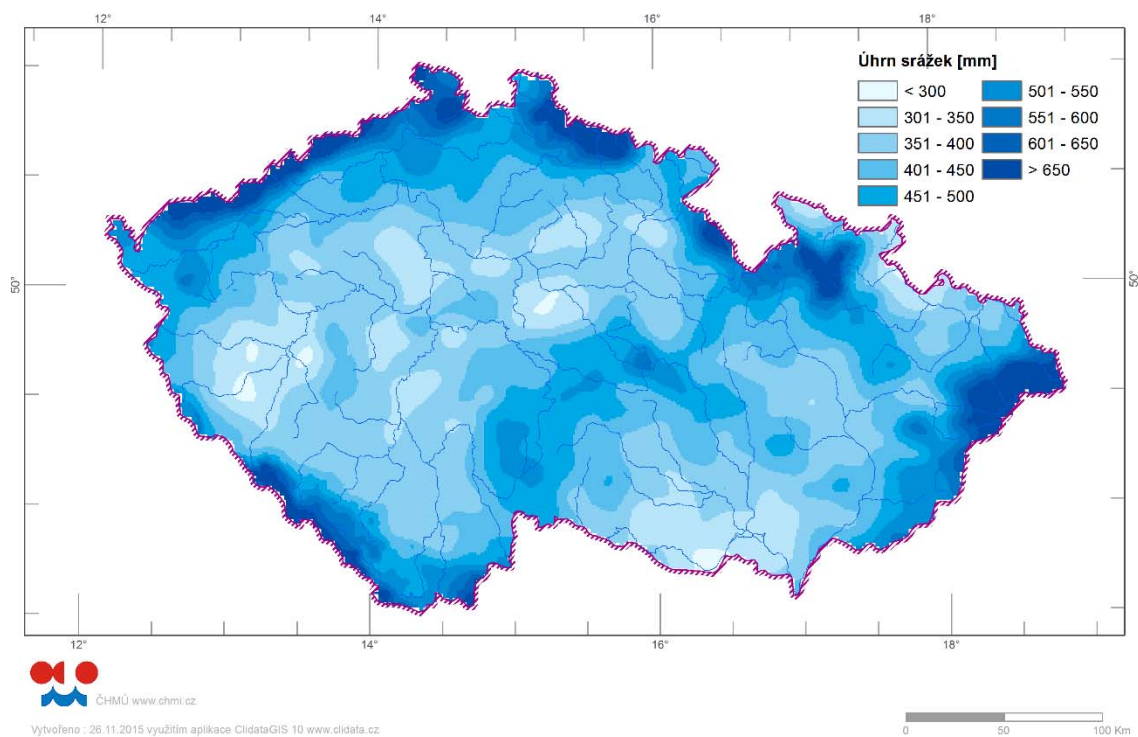 12° 14° 16° 18°
Úhrn srážek [mm]
< 300
301 - 350
351 - 400
401 - 450
451 - 500
501 - 550
551 - 600
601 - 650
> 650
50° 50°
12° 14° 16° 18°
ČHMÚ www.chmi.cz
Vytvořeno : 26.11.2015 využitím aplikace ClidataGIS 10 www.clidata.cz
0 50 100 Km